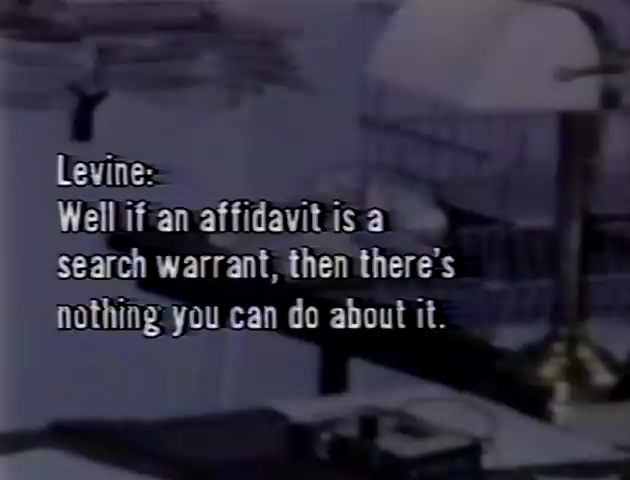 Levine:
Well if an affidavit is a
search warrant, then there's
nothing you can do about it.